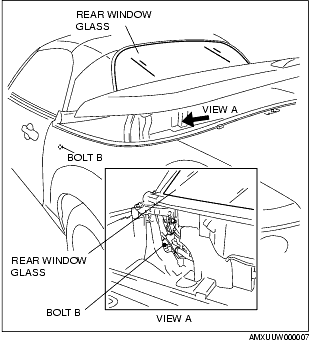 REAR WINDOW
GLASS
VIEW A
BOLT B
REAR WINDOW
GLASS
BOLT B
VIEW A
AMXUUW000007